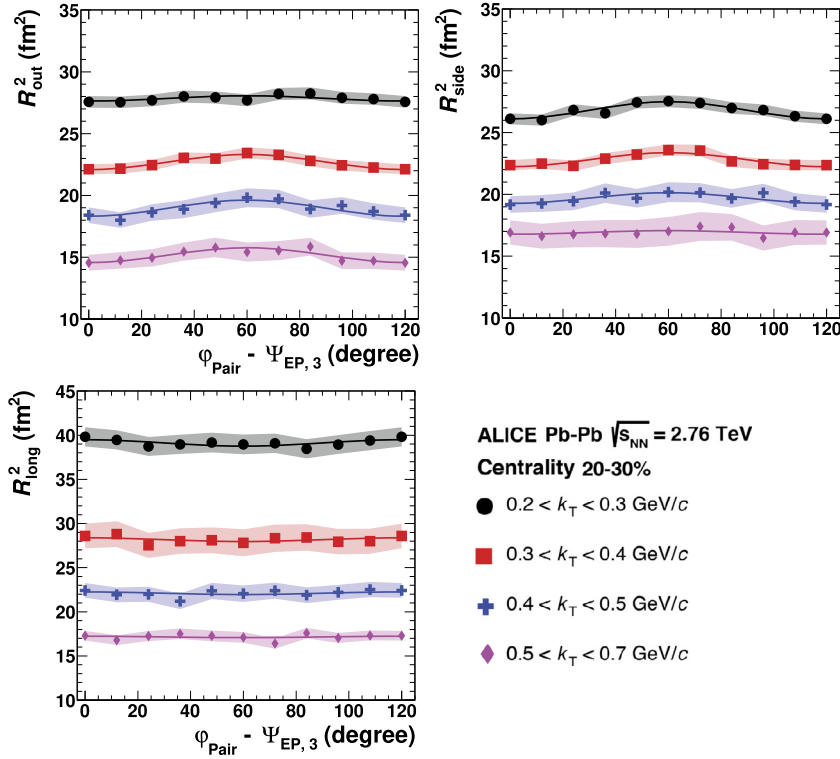 R²out (fm²)
35
30
25
20
15
10
0 20 40 60 80 100 120
φPair - ΨEP, 3 (degree)
R²side (fm²)
35
30
25
20
15
10
0 20 40 60 80 100 120
φPair - ΨEP, 3 (degree)
R²long (fm²)
45
40
35
30
25
20
15
10
0 20 40 60 80 100 120
φPair - ΨEP, 3 (degree)
ALICE Pb-Pb √sNN = 2.76 TeV
Centrality 20-30%
0.2 < kT < 0.3 GeV/c
0.3 < kT < 0.4 GeV/c
0.4 < kT < 0.5 GeV/c
0.5 < kT < 0.7 GeV/c